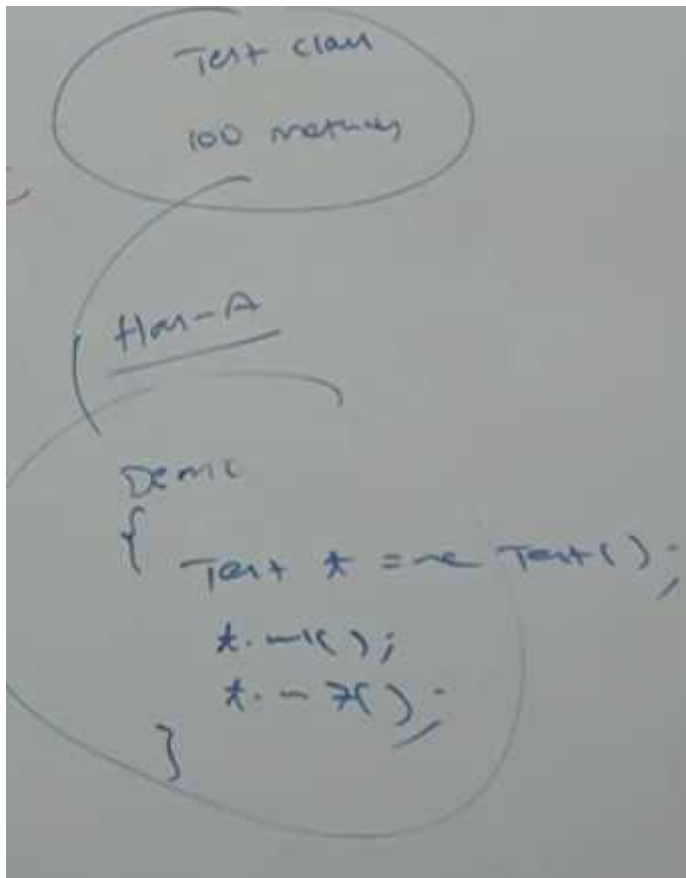 Test class
100 methods
Has-A
Demo
{
Test t = new Test();
t.m1();
t.m7();
}